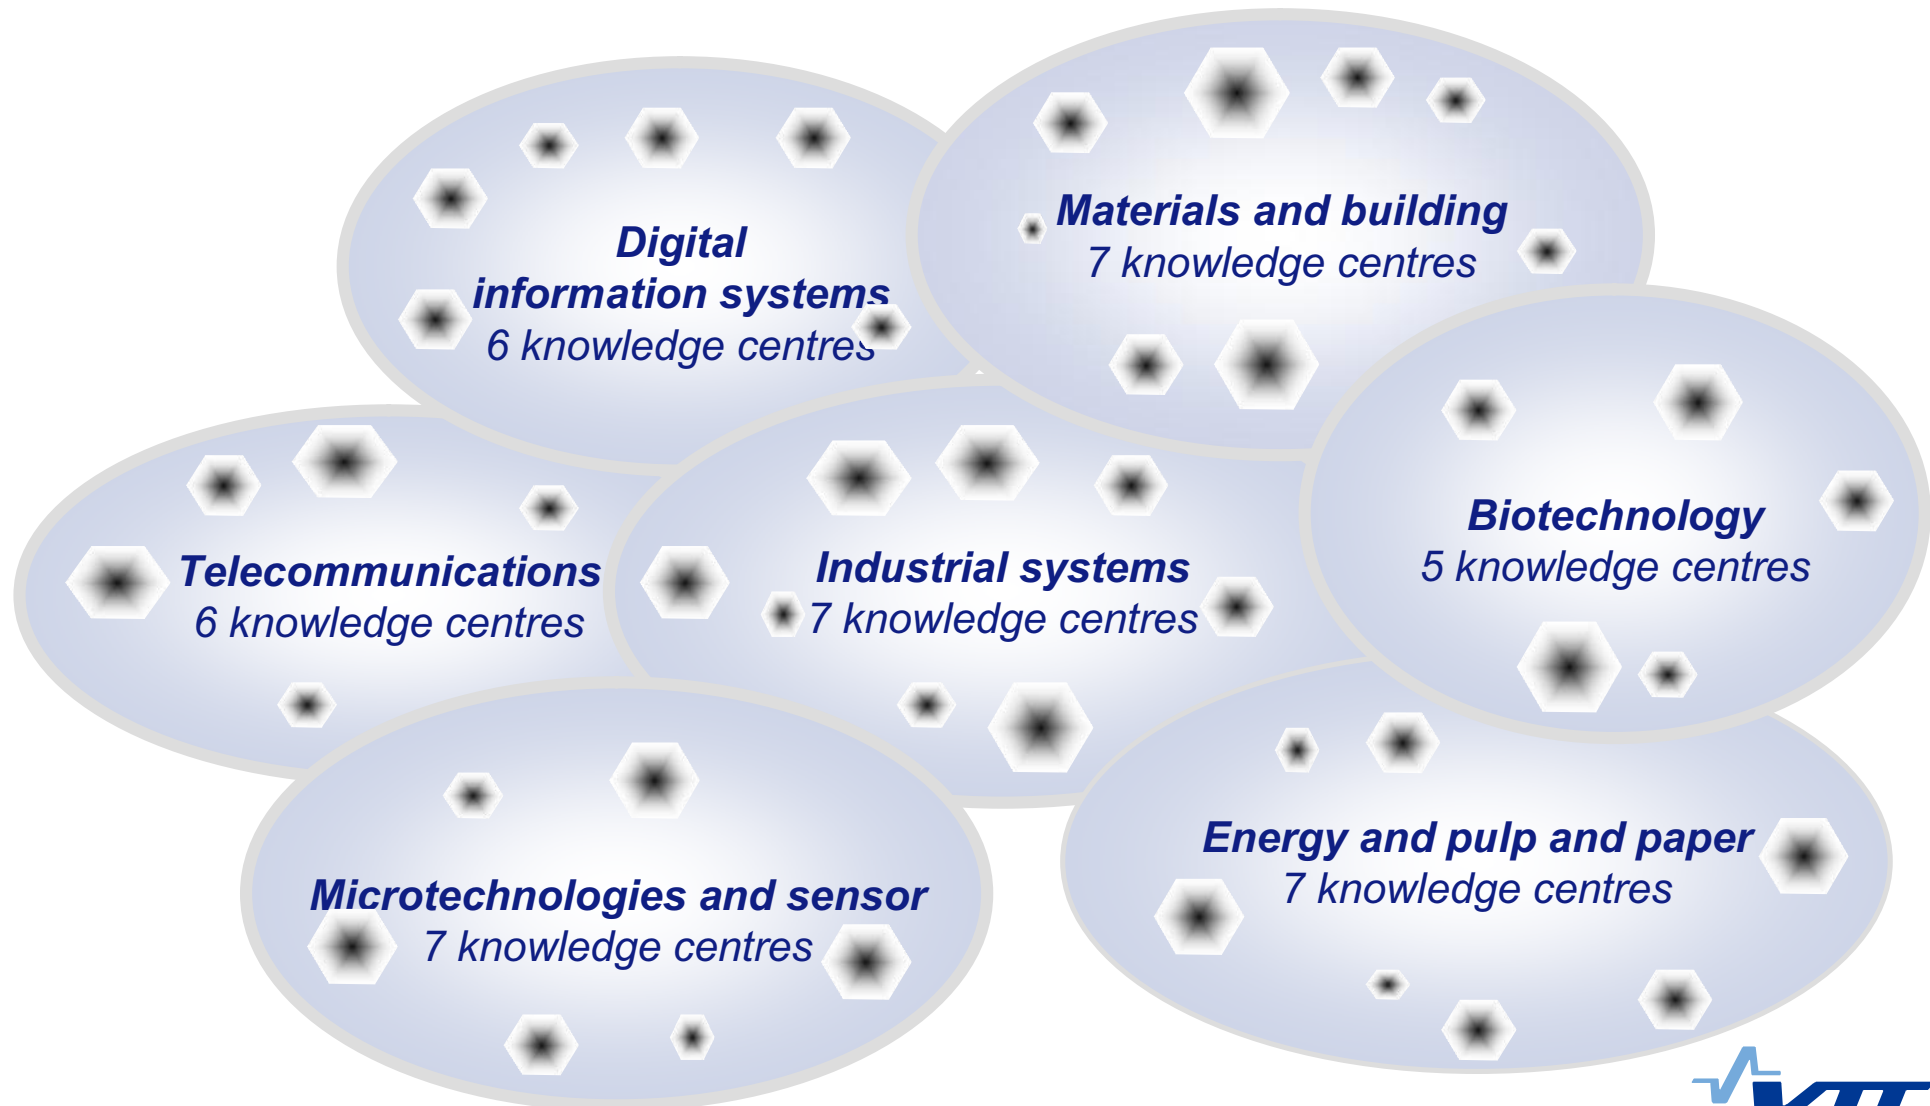 Digital
information systems
6 knowledge centres
Materials and building
7 knowledge centres
Telecommunications
6 knowledge centres
Industrial systems
7 knowledge centres
Biotechnology
5 knowledge centres
Microtechnologies and sensor
7 knowledge centres
Energy and pulp and paper
7 knowledge centres
VTT